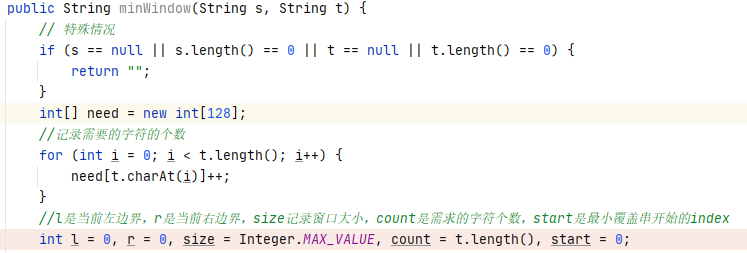 public String minWindow(String s, String t) {
// 特殊情况
if (s == null || s.length() == 0 || t == null || t.length() == 0) {
return "";
}
int[] need = new int[128];
//记录需要的字符的个数
for (int i = 0; i < t.length(); i++) {
need[t.charAt(i)]++;
}
//l是当前左边界，r是当前右边界，size记录窗口大小，count是需求的字符个数，start是最小覆盖串开始的index
int l = 0, r = 0, size = Integer.MAX_VALUE, count = t.length(), start = 0;